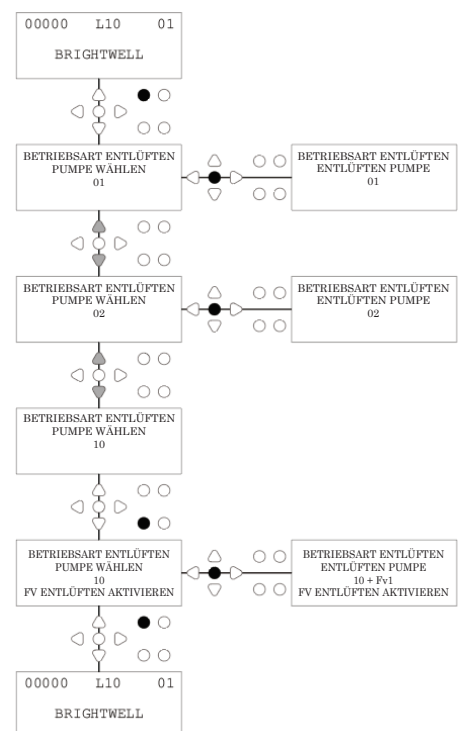 00000 L10 01
BRIGHTWELL
BETRIEBSART ENTLÜFTEN
PUMPE WÄHLEN
01
BETRIEBSART ENTLÜFTEN
ENTLÜFTEN PUMPE
01
BETRIEBSART ENTLÜFTEN
PUMPE WÄHLEN
02
BETRIEBSART ENTLÜFTEN
ENTLÜFTEN PUMPE
02
BETRIEBSART ENTLÜFTEN
PUMPE WÄHLEN
10
BETRIEBSART ENTLÜFTEN
PUMPE WÄHLEN
10
FV ENTLÜFTEN AKTIVIEREN
BETRIEBSART ENTLÜFTEN
ENTLÜFTEN PUMPE
10 + Fv1
FV ENTLÜFTEN AKTIVIEREN
00000 L10 01
BRIGHTWELL